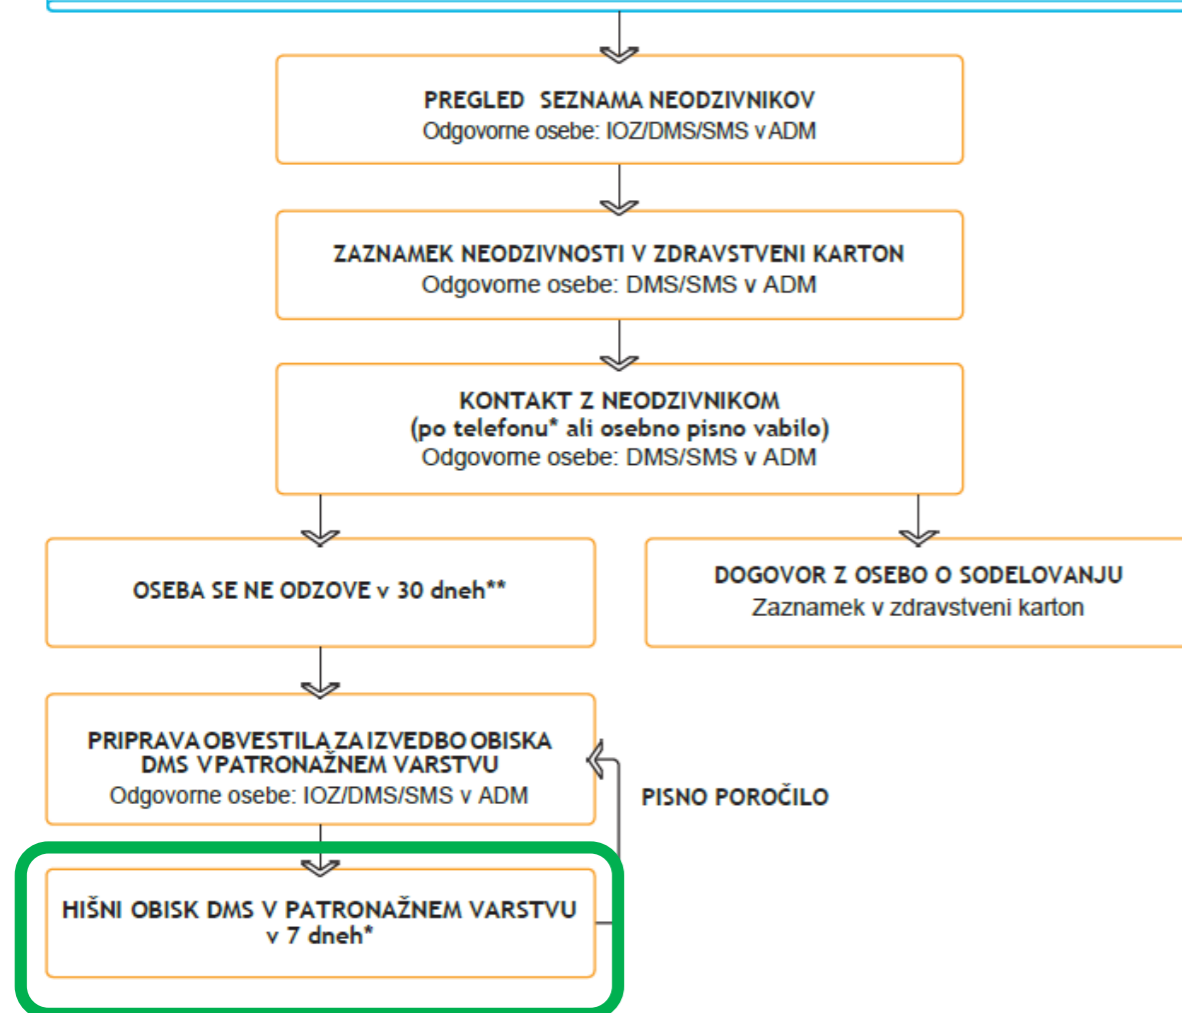 PREGLED SEZNAMA NEODZIVNIKOV
Odgovorne osebe: IOZ/DMS/SMS v ADM
ZAZNAMEK NEODZIVNOSTI V ZDRAVSTVENI KARTON
Odgovorne osebe: DMS/SMS v ADM
KONTAKT Z NEODZIVNIKOM
(po telefonu* ali osebno pisno vabilo)
Odgovorne osebe: DMS/SMS v ADM
OSEBA SE NE ODZOVE v 30 dneh**
DOGOVOR Z OSEBO O SODELOVANJU
Zaznamek v zdravstveni karton
PRIPRAVA OBVESTILA ZA IZVEDBO OBISKA
DMS V PATRONAŽNEM VARSTVU
Odgovorne osebe: IOZ/DMS/SMS v ADM
PISNO POROČILO
HIŠNI OBISK DMS V PATRONAŽNEM VARSTVU
v 7 dneh*